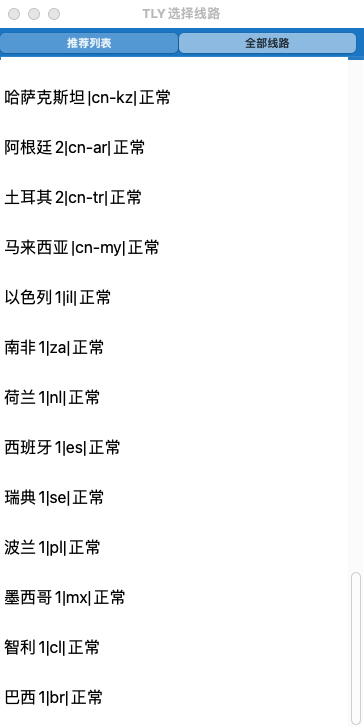 TLY 选择线路
推荐列表 全部线路
哈萨克斯坦|cn-kz|正常
阿根廷2|cn-ar|正常
土耳其2|cn-tr|正常
马来西亚|cn-my|正常
以色列1|il|正常
南非1|za|正常
荷兰1|nl|正常
西班牙1|es|正常
瑞典1|se|正常
波兰1|pl|正常
墨西哥1|mx|正常
智利1|cl|正常
巴西1|br|正常